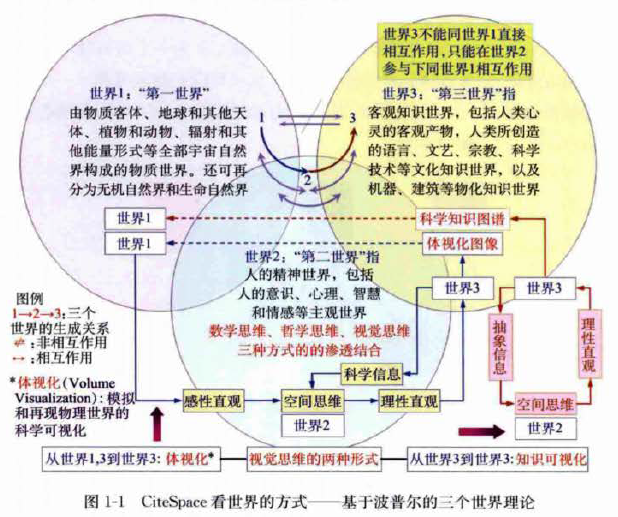 世界3不能同世界1直接
相互作用,只能在世界2
参与下同世界1相互作用
世界1:“第一世界”
由物质客体、地球和其他天
体、植物和动物、辐射和其
他能量形式等全部宇宙自然
界构成的物质世界。还可再
分为无机自然界和生命自然界
1
3
2
世界3:“第三世界”指
客观知识世界,包括人类心
灵的客观产物,人类所创造
的语言、文艺、宗教、科学
技术等文化知识世界,以及
机器、建筑等物化知识世界
世界1
科学知识图谱
世界1
体视化图像
世界2:“第二世界”指
人的精神世界,包括
人的意识、心理、智慧
和情感等主观世界
数学思维、哲学思维、视觉思维
三种方式的的渗透结合
世界3
世界3
图例
1→2→3:三个
世界的生成关系
⇄:非相互作用
↔:相互作用
*体视化(Volume
Visualization):模拟
和再现物理世界的
科学可视化
科学信息
感性直观
空间思维
理性直观
世界2
抽象信息
理性直观
空间思维
世界2
从世界1,3到世界3:体视化*
视觉思维的两种形式
从世界3到世界3:知识可视化
图 1-1 CiteSpace 看世界的方式——基于波普尔的三个世界理论